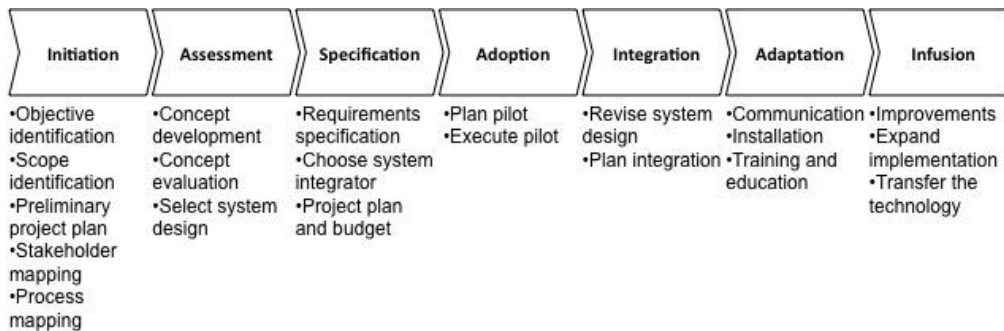 Initiation
Assessment
Specification
Adoption
Integration
Adaptation
Infusion
•Objective
identification
•Scope
identification
•Preliminary
project plan
•Stakeholder
mapping
•Process
mapping
•Concept
development
•Concept
evaluation
•Select system
design
•Requirements
specification
•Choose system
integrator
•Project plan
and budget
•Plan pilot
•Execute pilot
•Revise system
design
•Plan integration
•Communication
•Installation
•Training and
education
•Improvements
•Expand
implementation
•Transfer the
technology